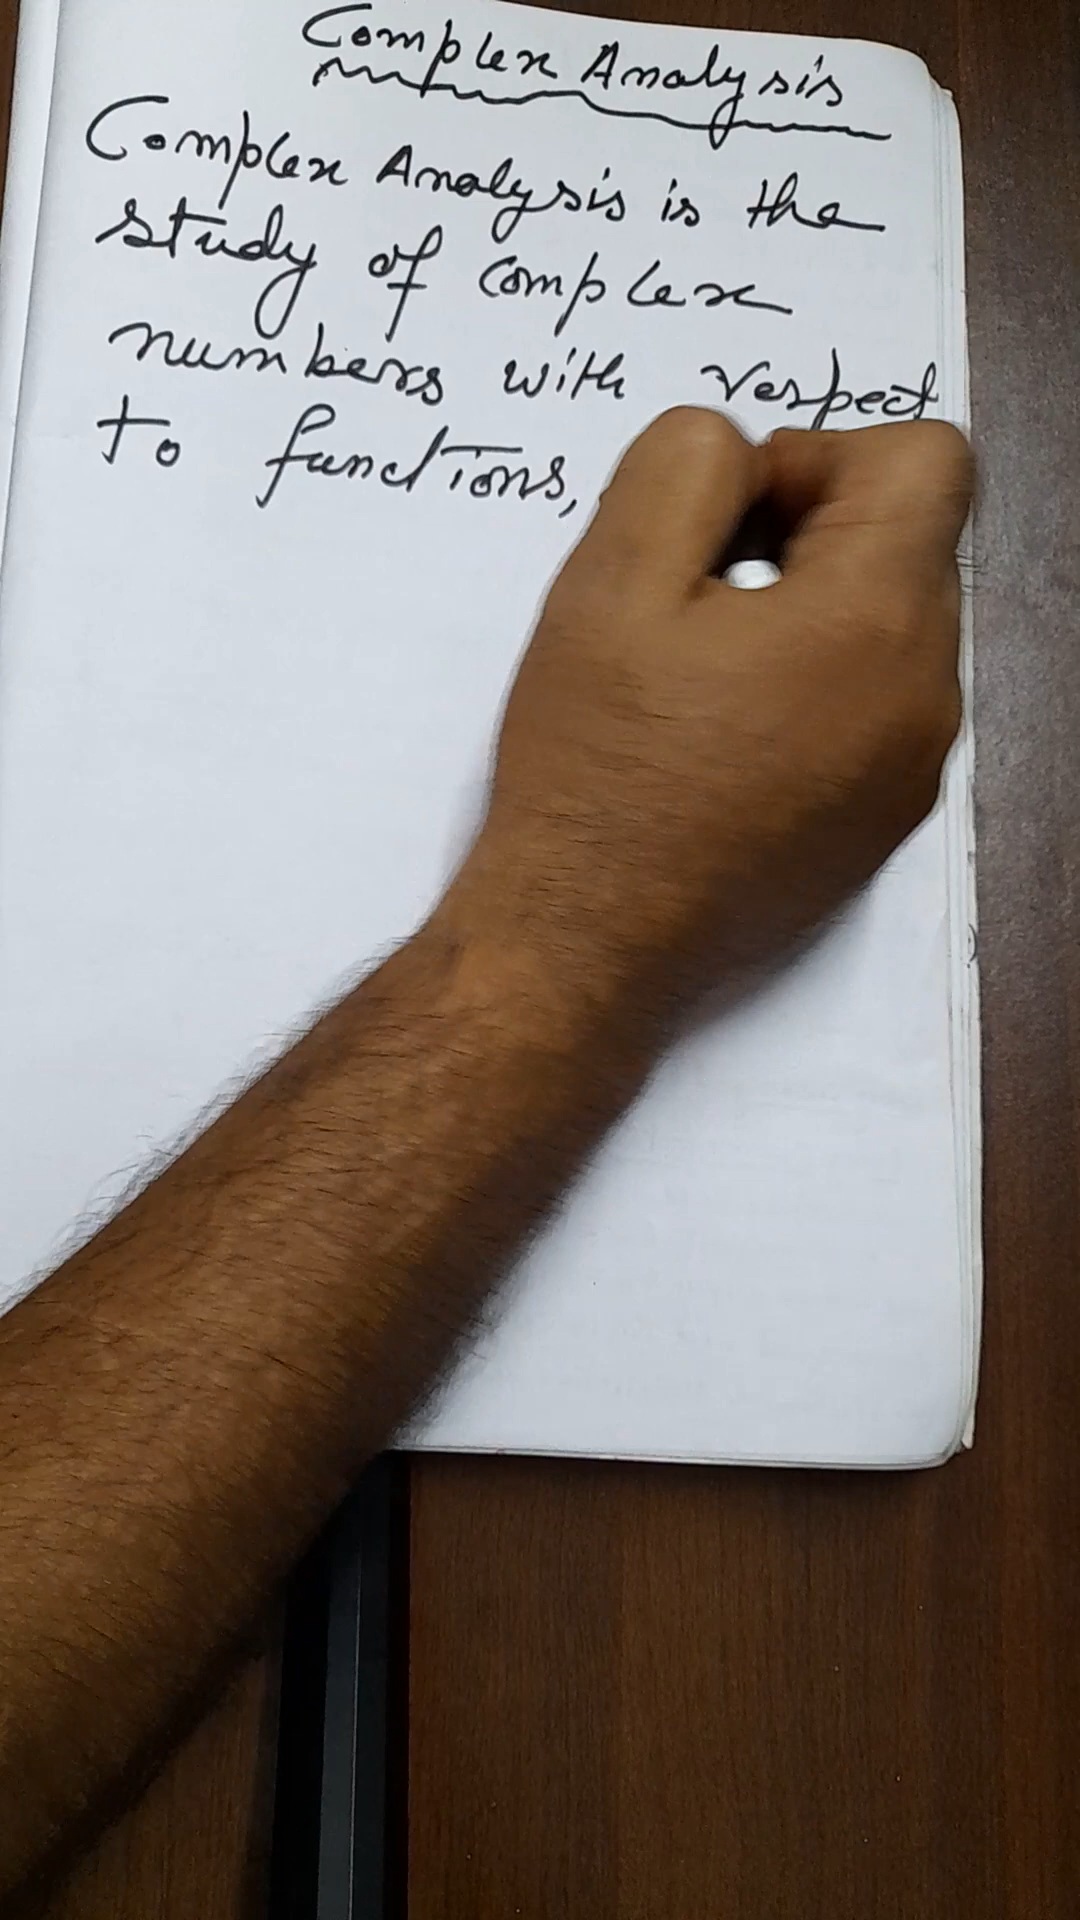 Complex Analysis
Complex Analysis is the
study of complex
numbers with respect
to functions,